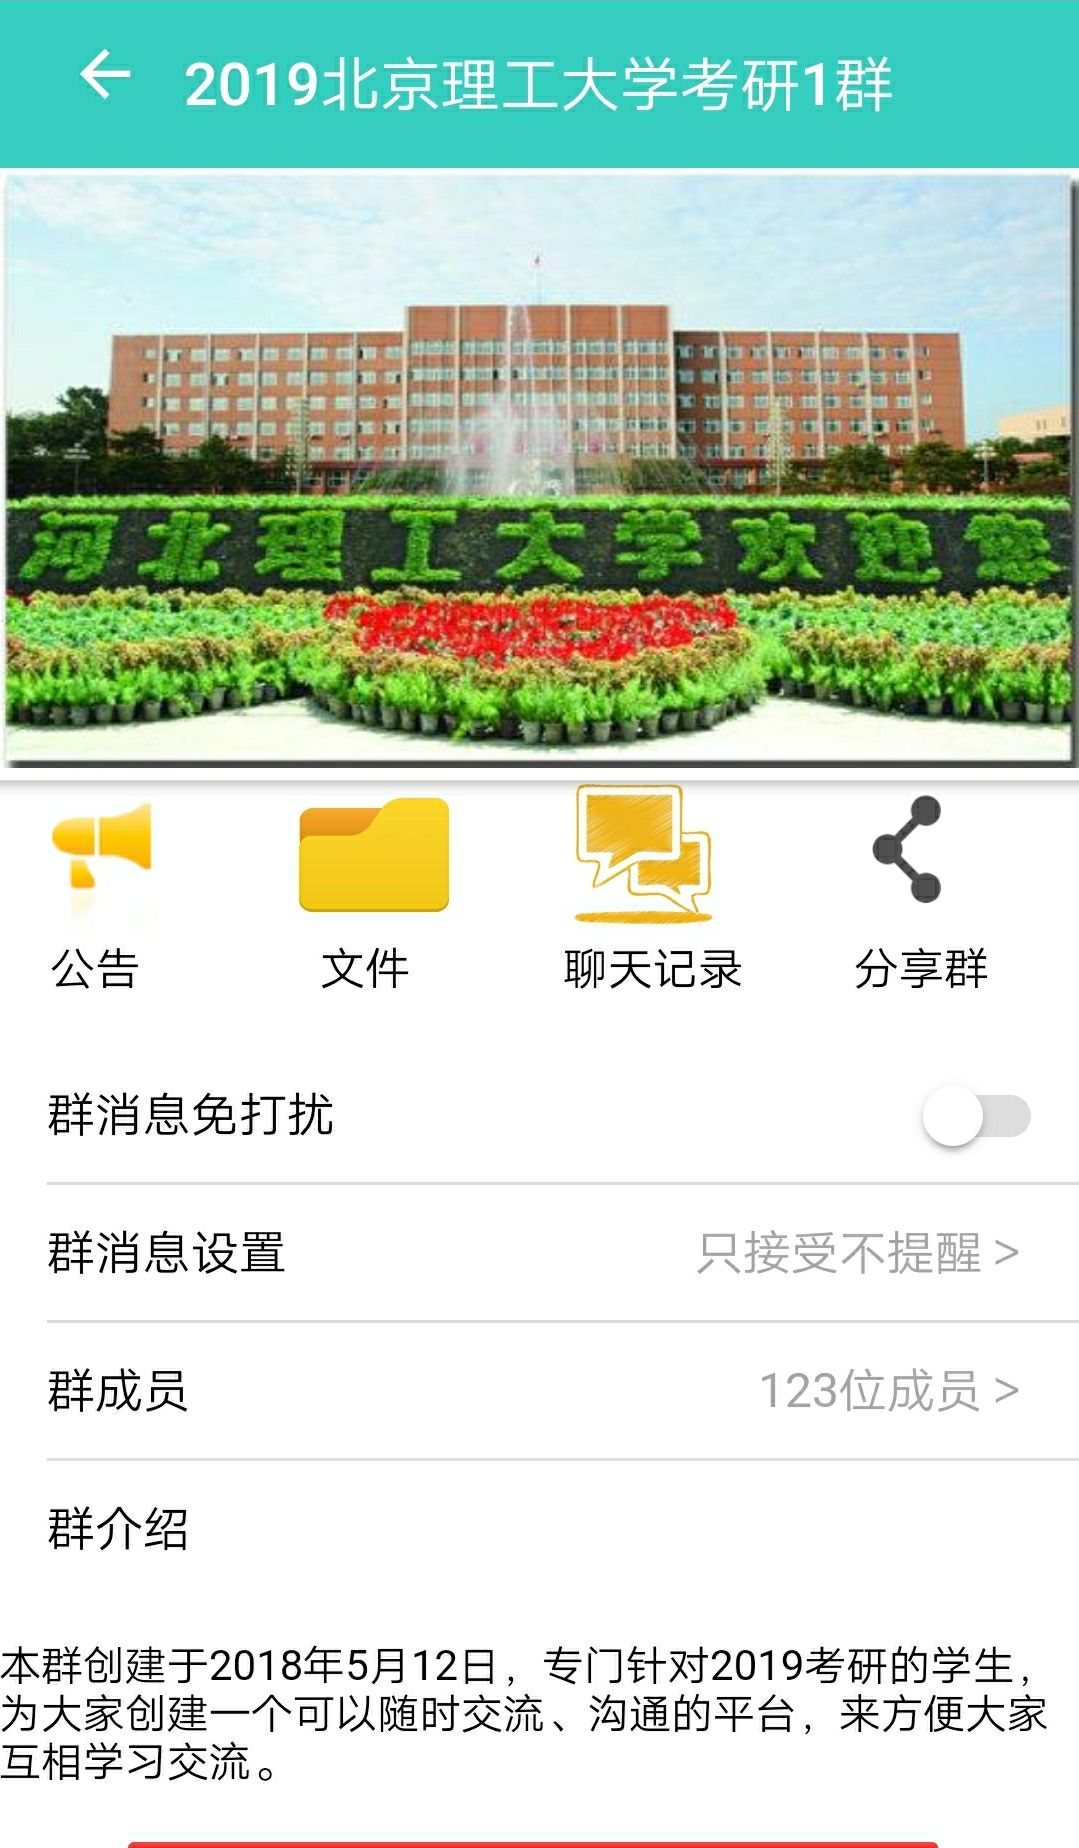 2019北京理工大学考研1群
河北理工大学欢迎您
公告
文件
聊天记录
分享群
群消息免打扰
群消息设置
只接受不提醒 >
群成员
123位成员 >
群介绍
本群创建于2018年5月12日，专门针对2019考研的学生，
为大家创建一个可以随时交流、沟通的平台，来方便大家
互相学习交流。